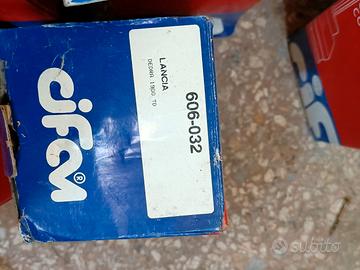 cifam
®
LANCIA
DEDRA 1900 TD
606-032
subito